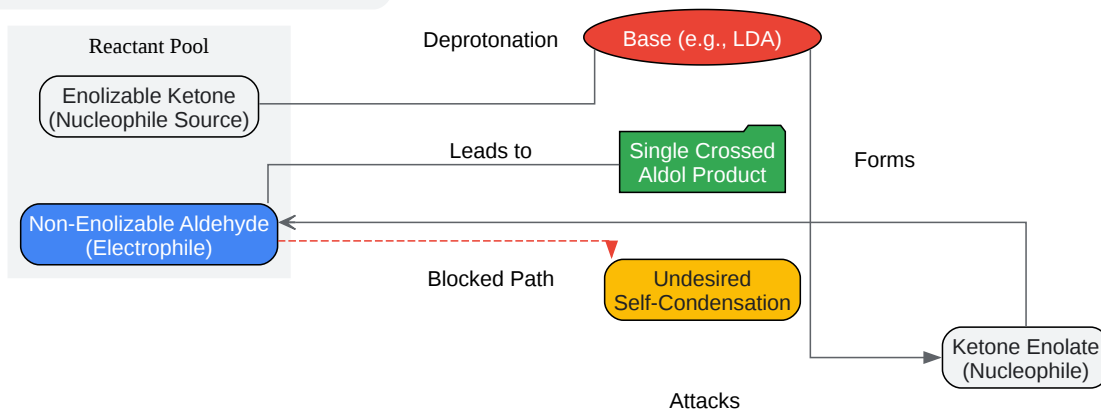 Reactant Pool
Deprotonation
Base (e.g., LDA)
Enolizable Ketone
(Nucleophile Source)
Leads to
Single Crossed
Aldol Product
Forms
Non-Enolizable Aldehyde
(Electrophile)
Blocked Path
Undesired
Self-Condensation
Ketone Enolate
(Nucleophile)
Attacks